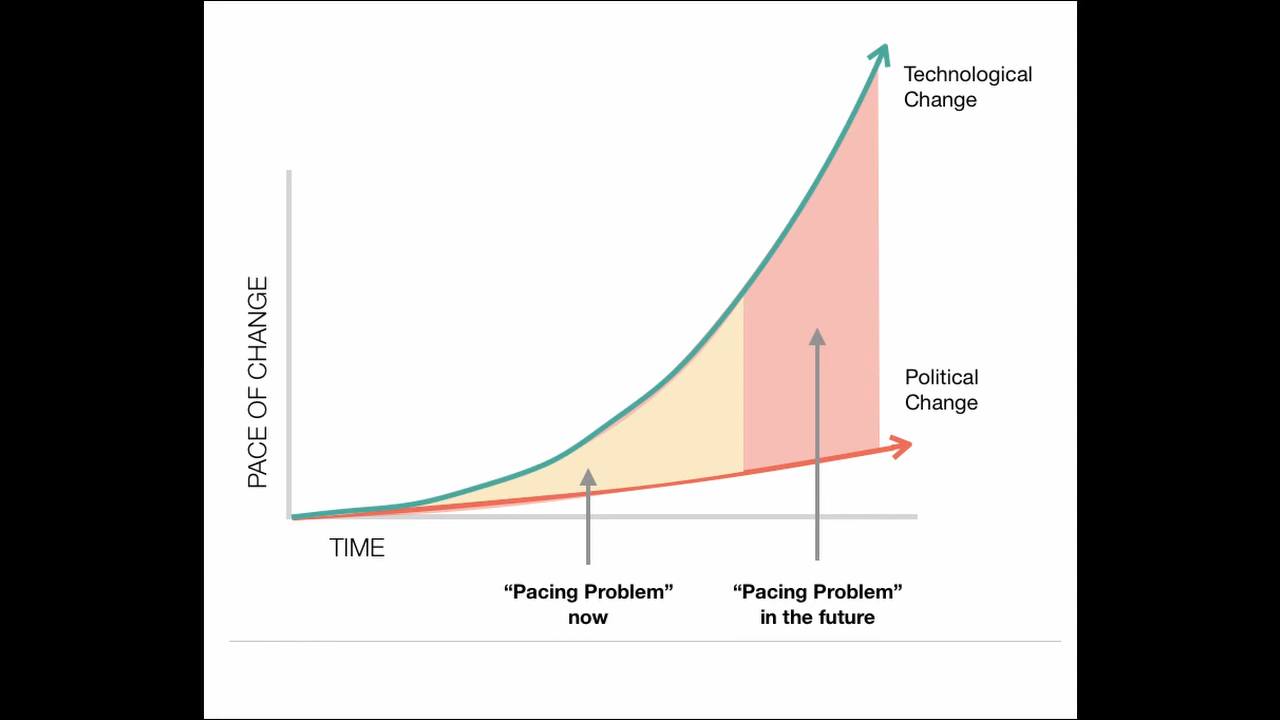 Technological
Change
PACE OF CHANGE
Political
Change
TIME
“Pacing Problem”
now
“Pacing Problem”
in the future